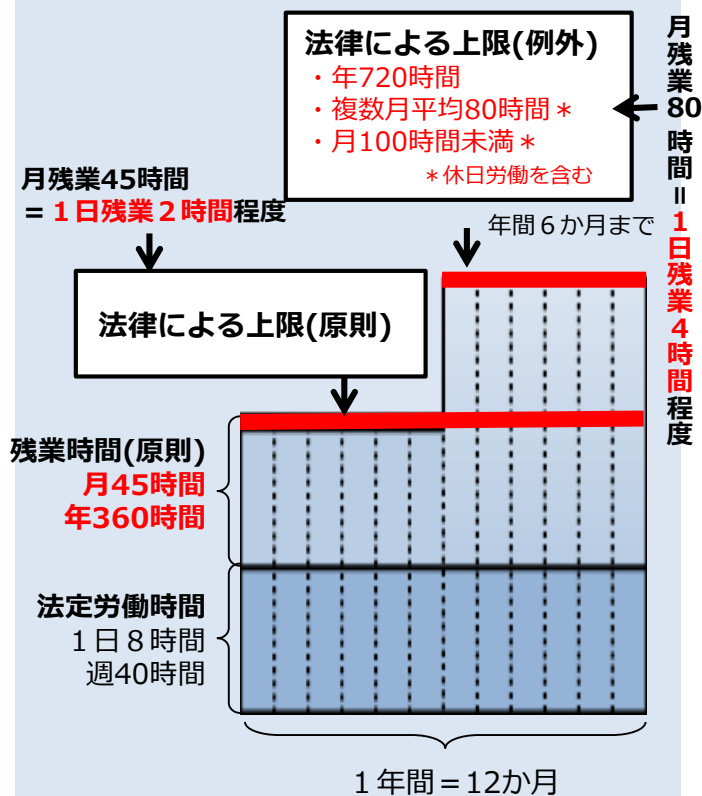 法律による上限(例外)
・年720時間
・複数月平均80時間＊
・月100時間未満＊
＊休日労働を含む
月残業80時間＝１日残業４時間程度
月残業45時間
＝１日残業２時間程度
年間６か月まで
法律による上限(原則)
残業時間(原則)
月45時間
年360時間
法定労働時間
１日８時間
週40時間
１年間＝12か月